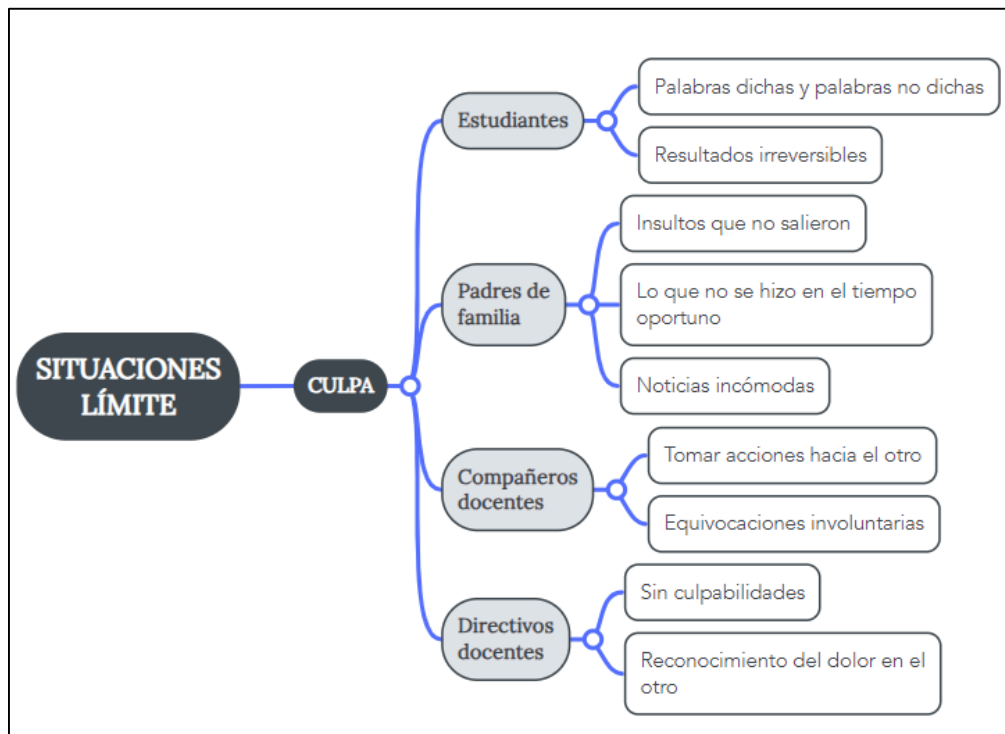 SITUACIONES
LÍMITE
CULPA
Estudiantes
Palabras dichas y palabras no dichas
Resultados irreversibles
Padres de
familia
Insultos que no salieron
Lo que no se hizo en el tiempo
oportuno
Noticias incómodas
Compañeros
docentes
Tomar acciones hacia el otro
Equivocaciones involuntarias
Directivos
docentes
Sin culpabilidades
Reconocimiento del dolor en el
otro